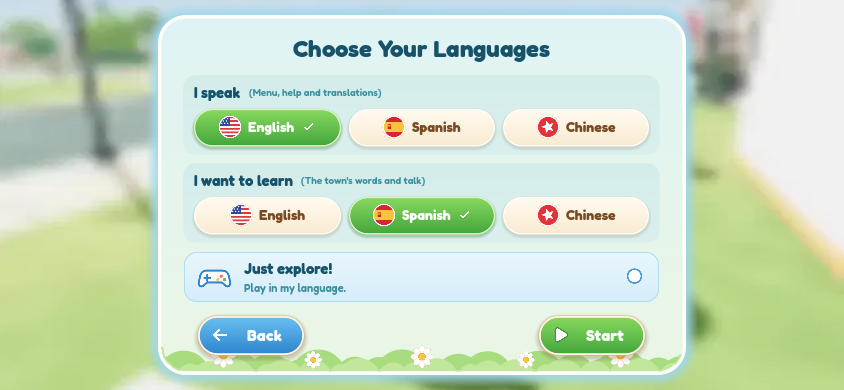 Choose Your Languages
I speak (Menu, help and translations)
English Spanish Chinese
I want to learn (The town's words and talk)
English Spanish Chinese
Just explore!
Play in my language.
Back Start